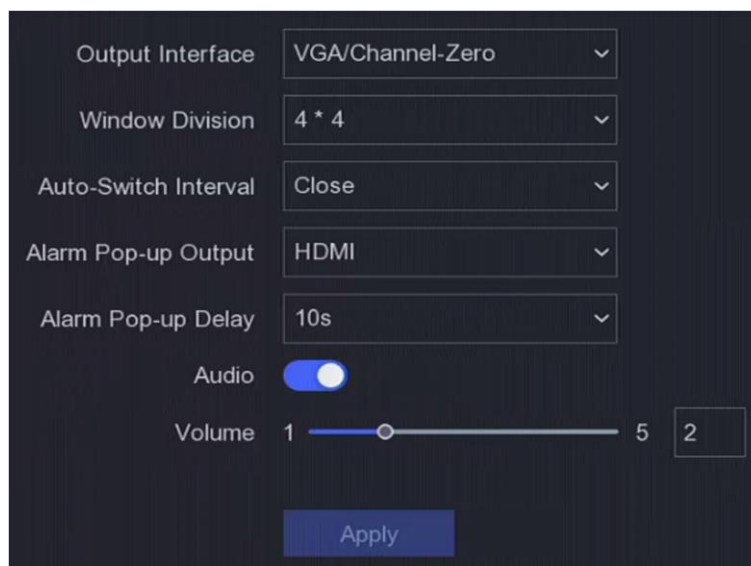 Output Interface VGA/Channel-Zero
Window Division 4 * 4
Auto-Switch Interval Close
Alarm Pop-up Output HDMI
Alarm Pop-up Delay 10s
Audio
Volume 1 5 2
Apply